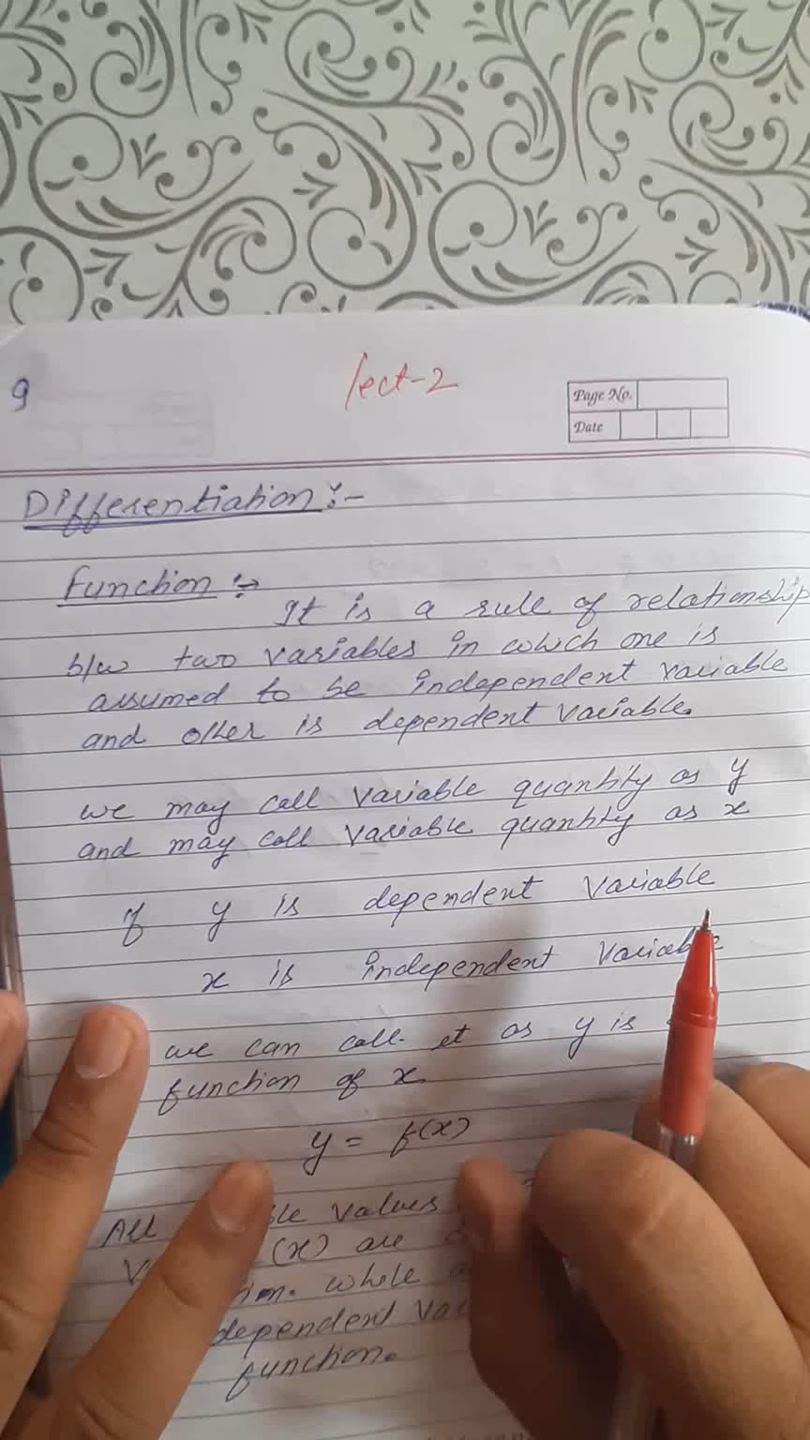 9
lect-2
Page No.
Date
Differentiation :-
Function :→
It is a rule of relationship
b/w two variables in which one is
assumed to be independent variable
and other is dependent variable.
we may call variable quantity as y
and may call variable quantity as x
if y is dependent variable
x is independent variable
we can call it as y is
function of x
y = f(x)
All values
(x) are
while
dependent
function.